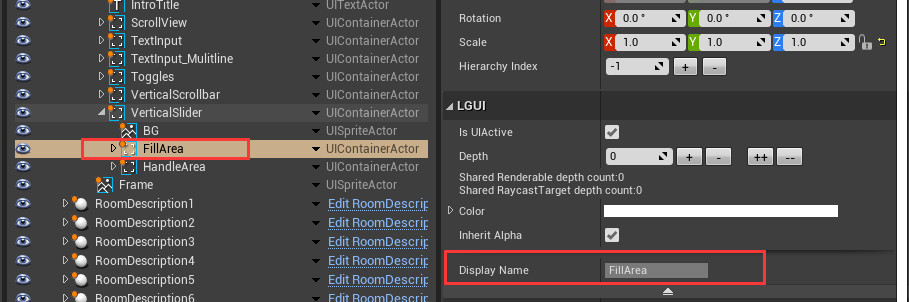 IntroTitle
UITextActor
ScrollView
UIContainerActor
TextInput
UIContainerActor
TextInput_Mulitline
UIContainerActor
Toggles
UIContainerActor
VerticalScrollbar
UIContainerActor
VerticalSlider
UIContainerActor
BG
UISpriteActor
FillArea
UIContainerActor
HandleArea
UIContainerActor
Frame
UISpriteActor
RoomDescription1
Edit RoomDescrip
RoomDescription2
Edit RoomDescrip
RoomDescription3
Edit RoomDescrip
RoomDescription4
Edit RoomDescrip
RoomDescription5
Edit RoomDescrip
RoomDescription6
Edit RoomDescrip
Rotation
X 0.0 ° Y 0.0 ° Z 0.0 °
Scale
X 1.0 Y 1.0 Z 1.0
Hierarchy Index
-1 + -
LGUI
Is UIActive
Depth
0 + - ++ --
Shared Renderable depth count:0
Shared RaycastTarget depth count:0
Color
Inherit Alpha
Display Name
FillArea